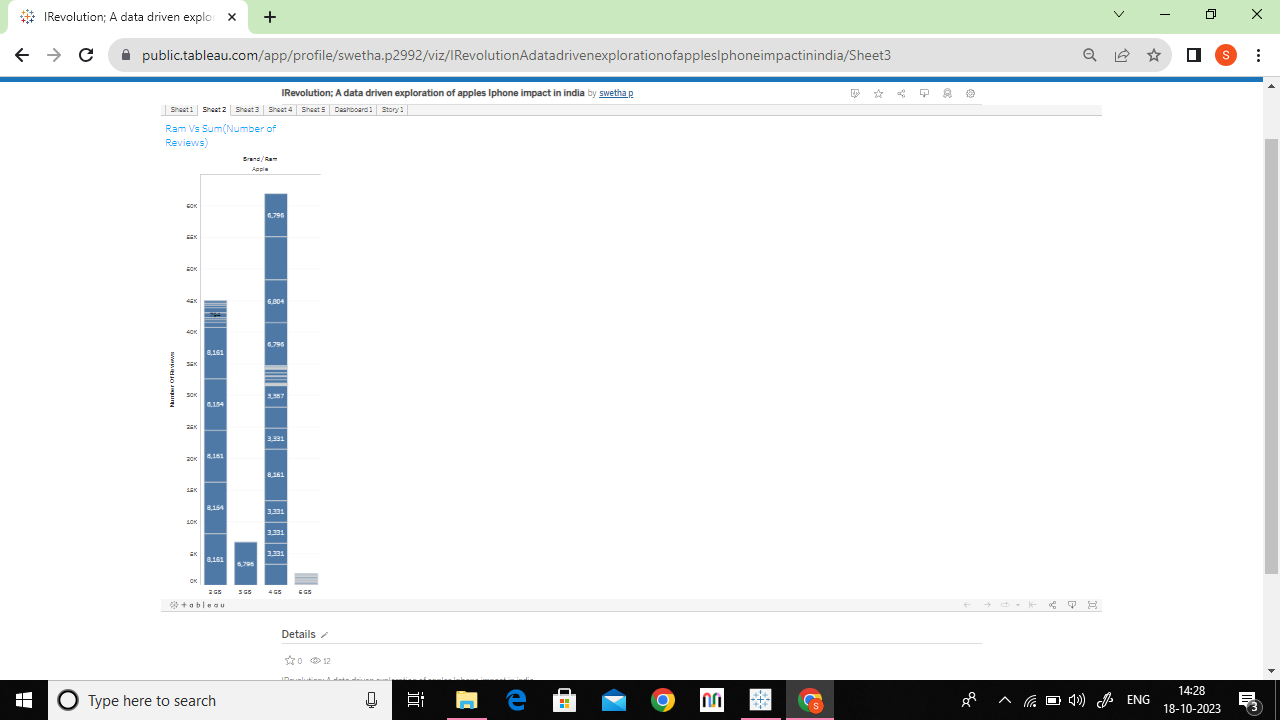 IRevolution; A data driven explor
public.tableau.com/app/profile/swetha.p2992/viz/IRevolutionAdatadrivenexplorationofapplesIphoneimpactinindia/Sheet3
S
IRevolution; A data driven exploration of apples Iphone impact in india by swetha p
Sheet 1 Sheet 2 Sheet 3 Sheet 4 Sheet 5 Dashboard 1 Story 1
Ram Vs Sum(Number of
Reviews)
Brand / Ram
Apple
Number Of Reviews
60K
55K
50K
45K
40K
35K
30K
25K
20K
15K
10K
5K
0K
8,161
8,154
8,161
8,154
8,161
6,796
6,796
6,804
6,796
3,331
8,161
3,331
3,331
3,331
2 GB 3 GB 4 GB 6 GB
+ a b l e a u
Details
0 12
IRevolution; A data driven exploration of apples Iphone impact in india
Type here to search
S
ENG
14:28
18-10-2023
3